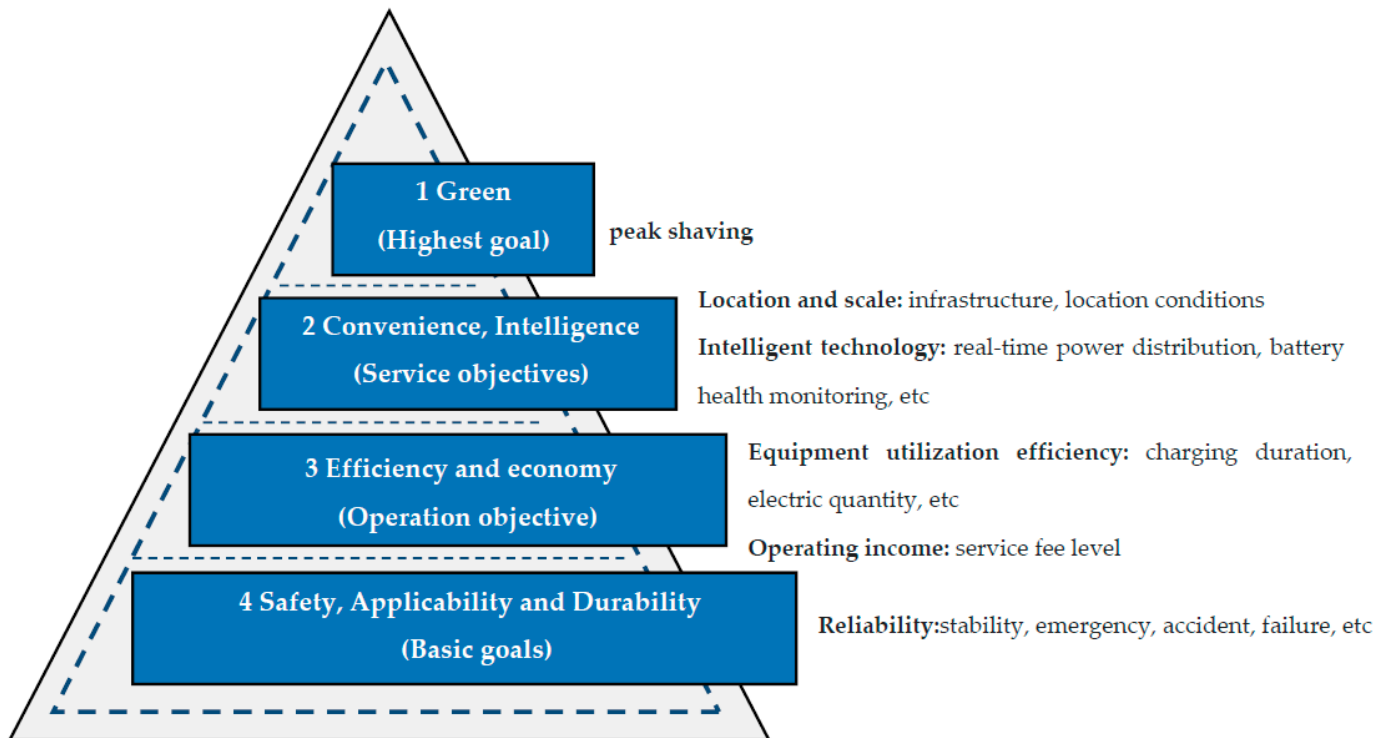 1 Green
(Highest goal)
peak shaving
2 Convenience, Intelligence
(Service objectives)
Location and scale: infrastructure, location conditions
Intelligent technology: real-time power distribution, battery
health monitoring, etc
3 Efficiency and economy
(Operation objective)
Equipment utilization efficiency: charging duration,
electric quantity, etc
Operating income: service fee level
4 Safety, Applicability and Durability
(Basic goals)
Reliability:stability, emergency, accident, failure, etc